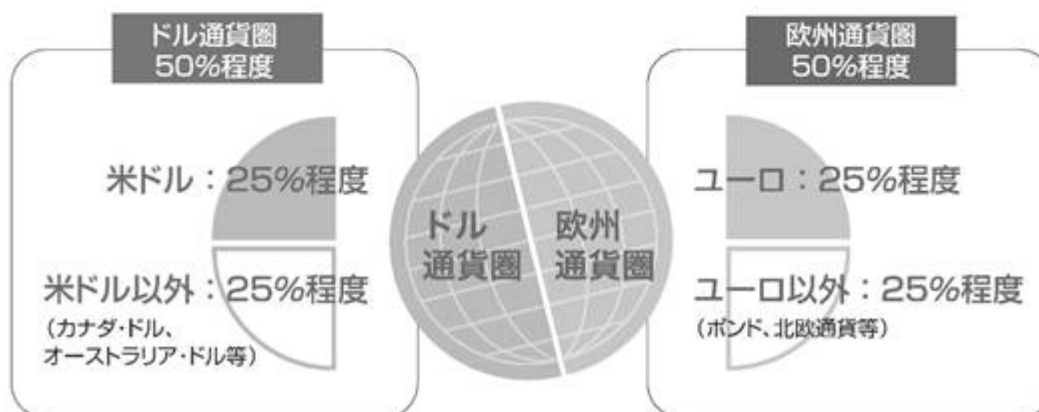 ドル通貨圏
50%程度
米ドル：25%程度
米ドル以外：25%程度
（カナダ・ドル、
オーストラリア・ドル等）
ドル
通貨圏
欧州
通貨圏
欧州通貨圏
50%程度
ユーロ：25%程度
ユーロ以外：25%程度
（ポンド、北欧通貨等）